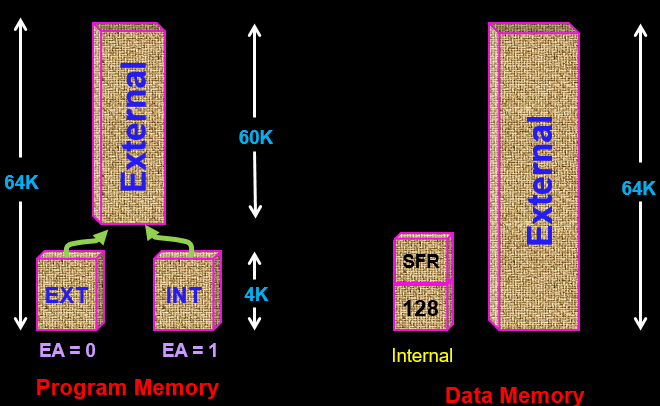 64K
External
60K
EXT
INT
4K
EA = 0
EA = 1
Program Memory
External
64K
SFR
128
Internal
Data Memory